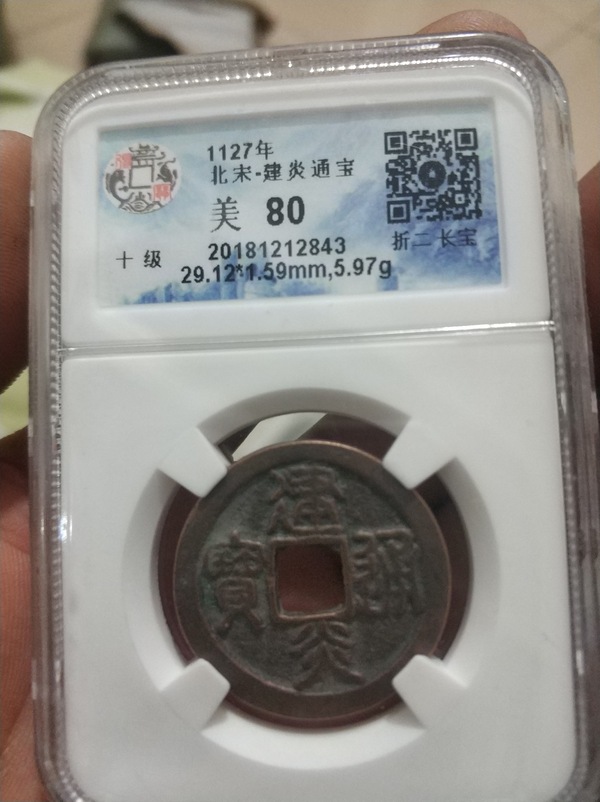 1127年
北宋-建炎通宝
美 80
折二长宝
十级
20181212843
29.12*1.59mm,5.97g
建
寶 通
炎